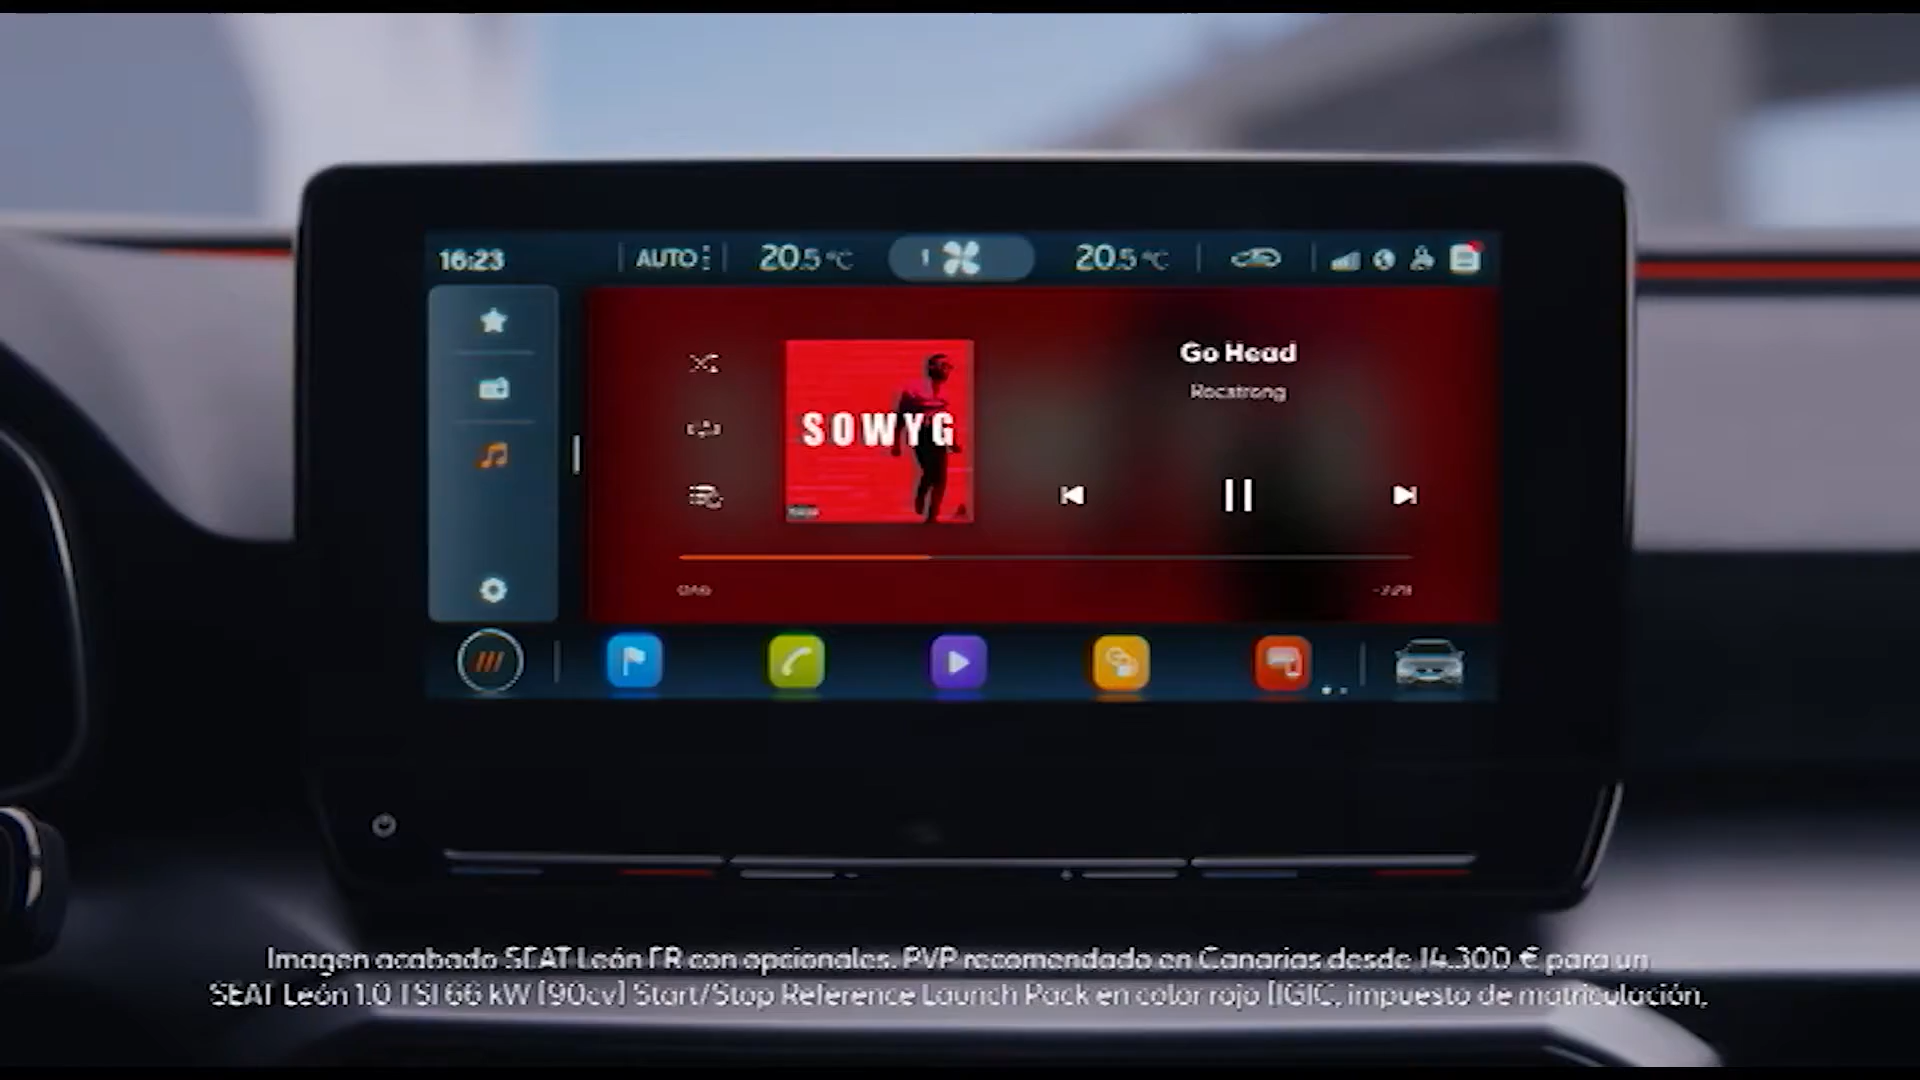 16:23
AUTO
20.5 °C
1
20.5 °C
Go Head
SOWYG
Imagen acabado SEAT León FR con opcionales. PVP recomendado en Canarias desde 14.300 € para un
SEAT León 1.0 TSI 66 kW [90cv] Start/Stop Reference Launch Pack en color rojo [IGIC, impuesto de matriculación,